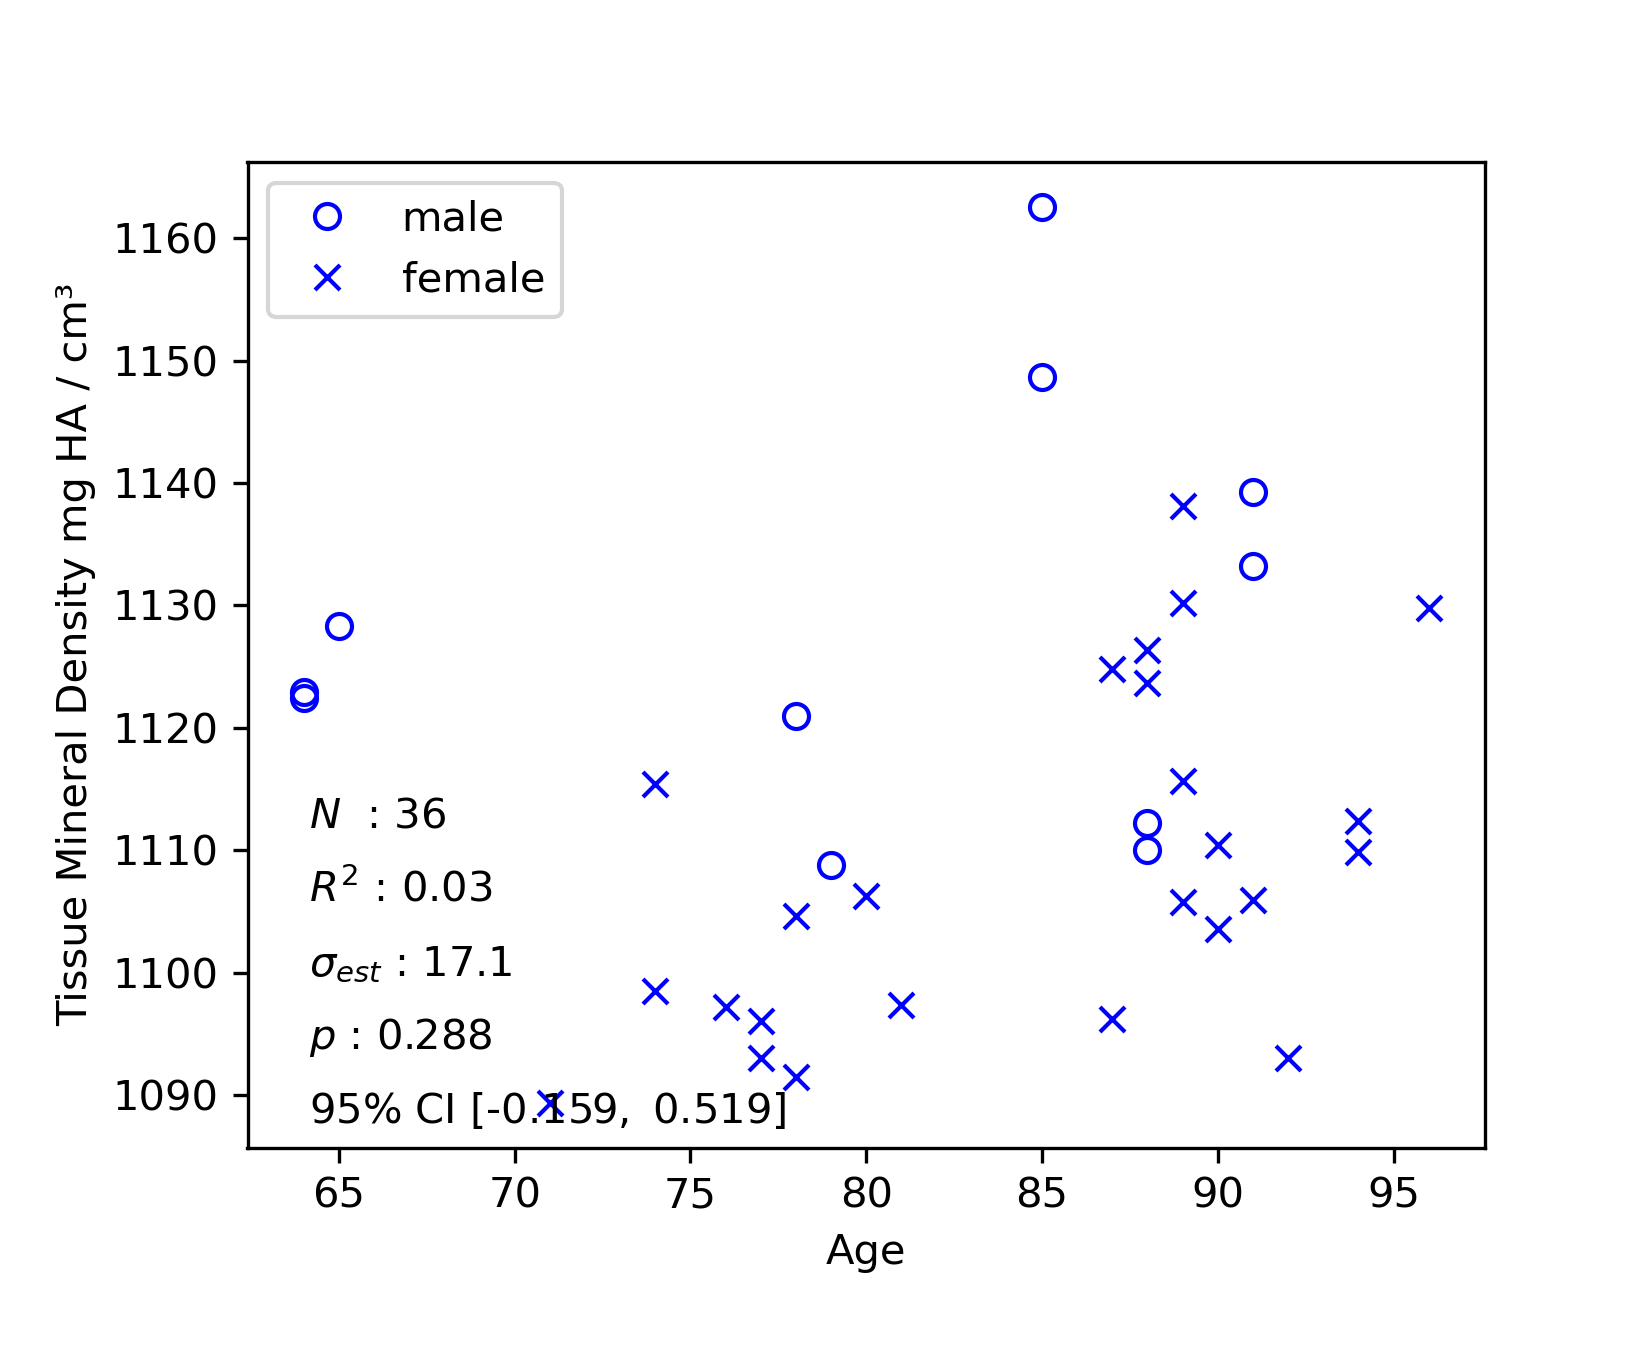 male
female
1160
1150
1140
1130
1120
1110
1100
1090
Tissue Mineral Density mg HA / cm³
N : 36
R² : 0.03
σest : 17.1
p : 0.288
95% CI [-0.159, 0.519]
65 70 75 80 85 90 95
Age